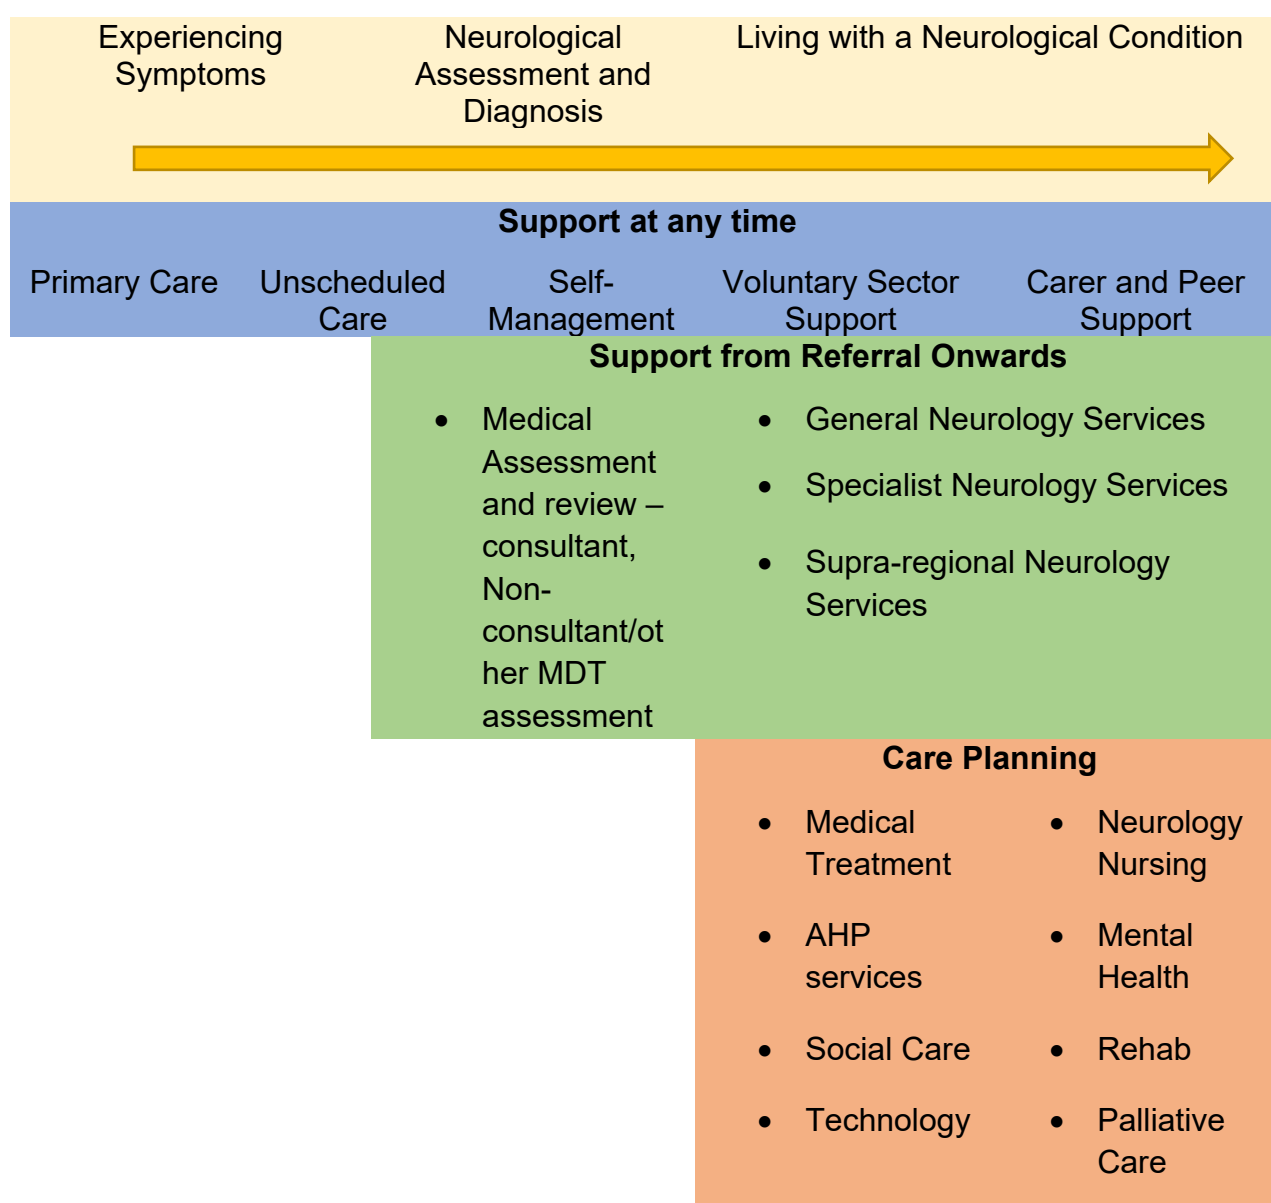 Experiencing
Symptoms
Neurological
Assessment and
Diagnosis
Living with a Neurological Condition
Support at any time
Primary Care
Unscheduled
Care
Self-
Management
Voluntary Sector
Support
Carer and Peer
Support
Support from Referral Onwards
• Medical
Assessment
and review –
consultant,
Non-
consultant/ot
her MDT
assessment
• General Neurology Services
• Specialist Neurology Services
• Supra-regional Neurology
Services
Care Planning
• Medical
Treatment
• AHP
services
• Social Care
• Technology
• Neurology
Nursing
• Mental
Health
• Rehab
• Palliative
Care